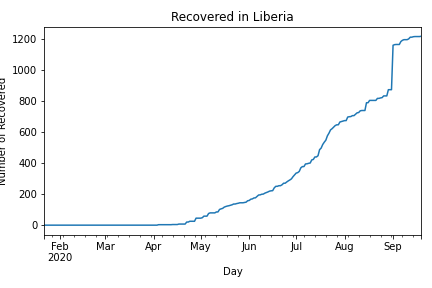 Recovered in Liberia
Number of Recovered
1200
1000
800
600
400
200
0
Feb Mar Apr May Jun Jul Aug Sep
2020
Day